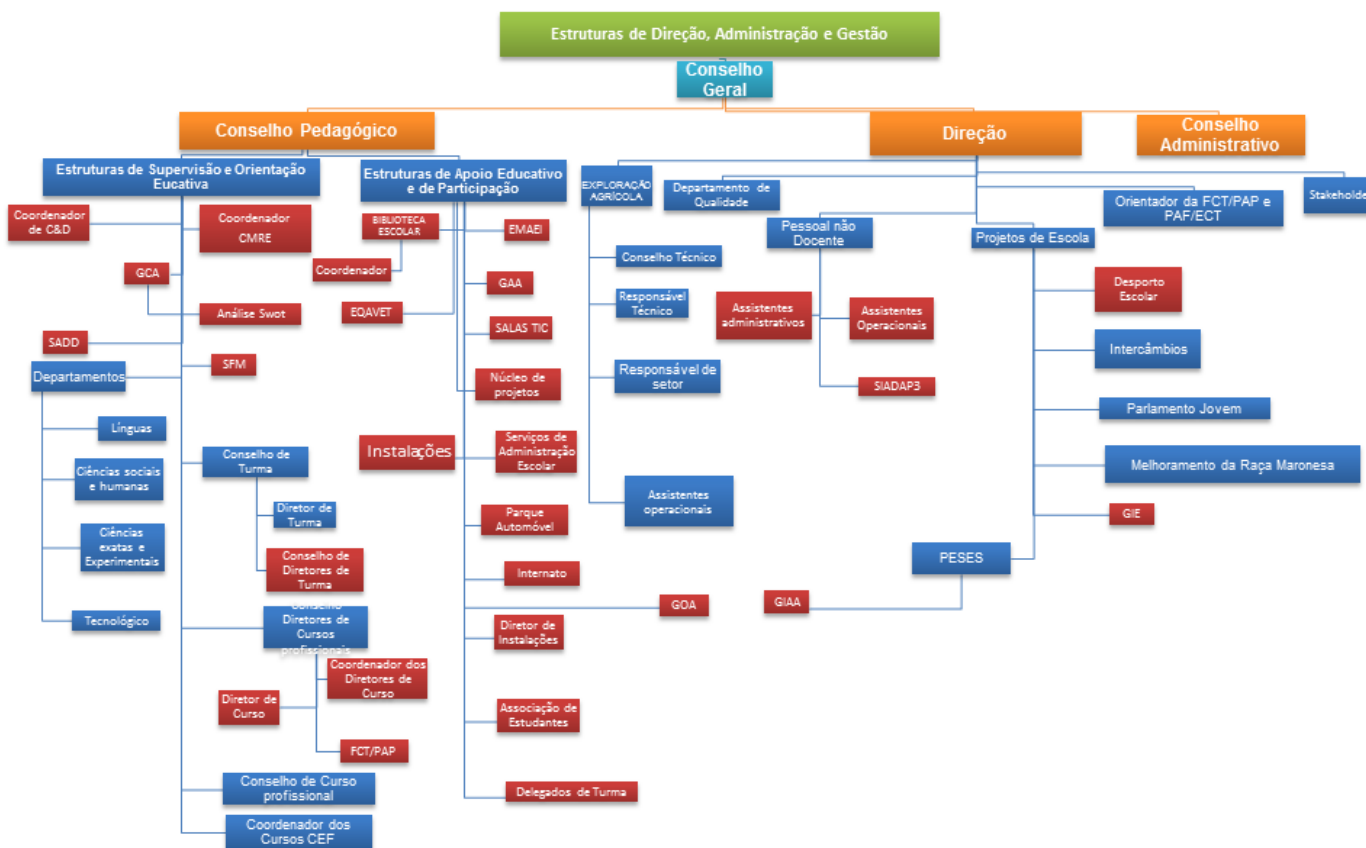 Estruturas de Direção, Administração e Gestão
Conselho
Geral
Conselho Pedagógico
Direção
Conselho
Administrativo
Estruturas de Supervisão e Orientação
Eucativa
Estruturas de Apoio Educativo
e de Participação
EXPLORAÇÃO
AGRÍCOLA
Departamento de
Qualidade
Orientador da FCT/PAP e
PAF/ECT
Stakeholder
Coordenador
de C&D
Coordenador
CMRE
BIBLIOTECA
ESCOLAR
EMAEI
Pessoal não
Docente
Projetos de Escola
GCA
Coordenador
GAA
Conselho Técnico
Desporto
Escolar
Análise Swot
EQAVET
SALAS TIC
Responsável
Técnico
Assistentes
administrativos
Assistentes
Operacionais
SADD
SFM
Intercâmbios
Departamentos
Núcleo de
projetos
Responsável de
setor
SIADAP3
Línguas
Parlamento Jovem
Conselho de
Turma
Instalações
Serviços de
Administração
Escolar
Melhoramento da Raça Maronesa
Ciências sociais
e humanas
Diretor de
Turma
Parque
Automóvel
Assistentes
operacionais
GIE
Ciências
exatas e
Experimentais
Conselho de
Diretores de
Turma
Internato
PESES
Tecnológico
Conselho
Diretores de
Cursos
profissionais
GOA
GIAA
Diretor de
Instalações
Coordenador dos
Diretores de
Curso
Diretor de
Curso
Associação de
Estudantes
FCT/PAP
Conselho de Curso
profissional
Delegados de Turma
Coordenador dos
Cursos CEF